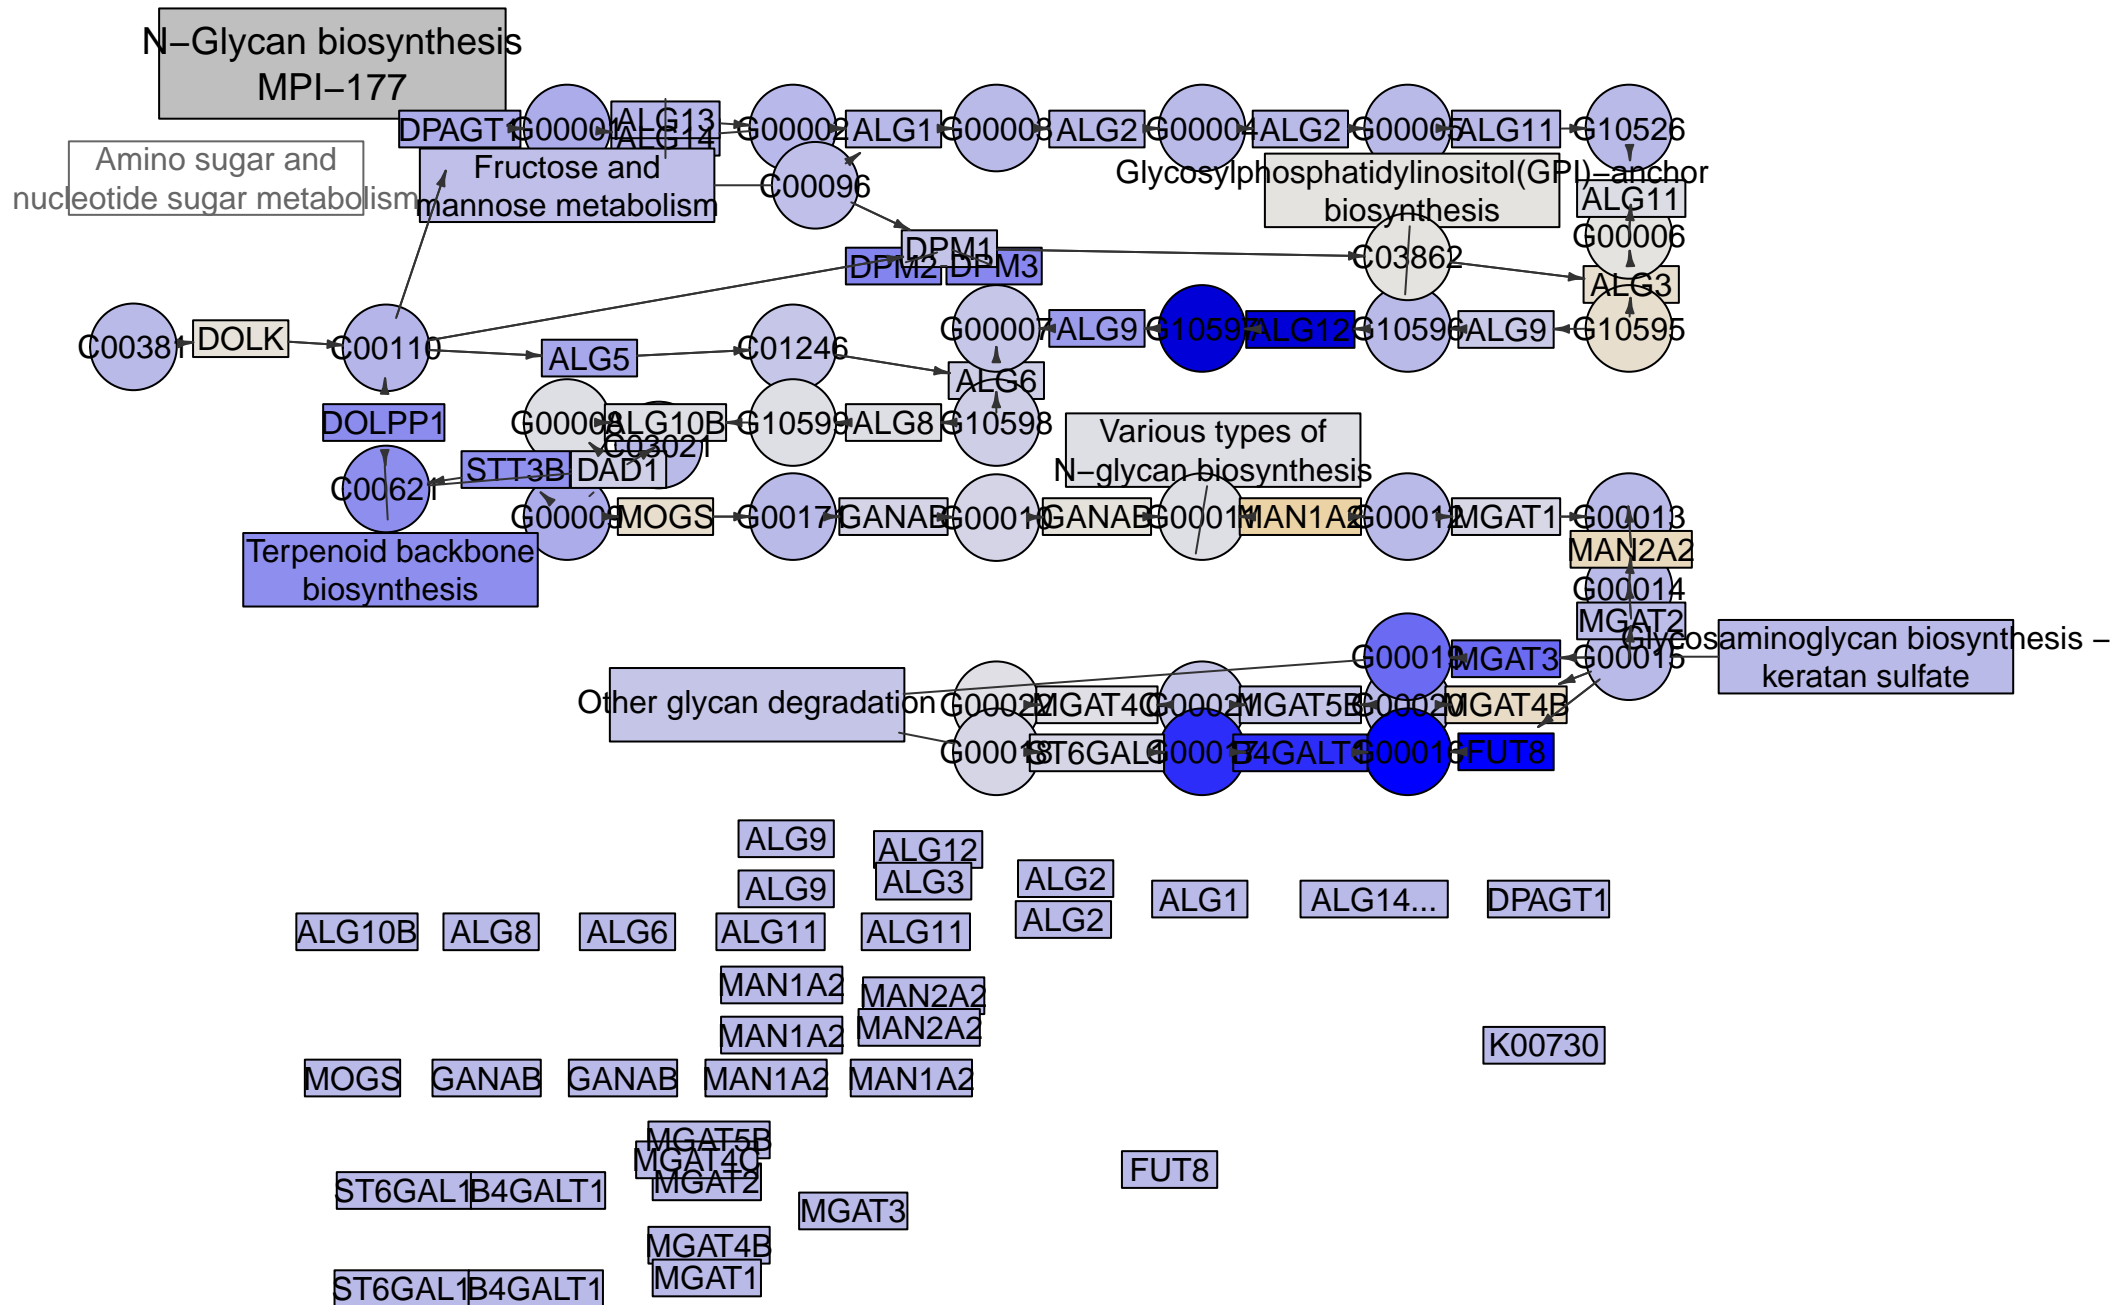 N−Glycan biosynthesis
MPI−177
DPAGT1
G00001
ALG13
ALG14
G00002
ALG1
G00003
ALG2
G00004
ALG2
G00005
ALG11
G10526
Amino sugar and
nucleotide sugar metabolism
Fructose and
mannose metabolism
C00096
Glycosylphosphatidylinositol(GPI)−anchor
biosynthesis
ALG11
G00006
DPM1
DPM2
DPM3
C03862
ALG3
C00381
DOLK
C00110
ALG5
C01246
G00007
ALG9
G10597
ALG12
G10596
ALG9
G10595
ALG6
DOLPP1
G00008
ALG10B
G10599
ALG8
G10598
C03021
Various types of
N−glycan biosynthesis
C00621
STT3B
DAD1
G00009
MOGS
G00171
GANAB
G00010
GANAB
G00011
MAN1A2
G00012
MGAT1
G00013
Terpenoid backbone
biosynthesis
MAN2A2
G00014
MGAT2
Glycosaminoglycan biosynthesis −
keratan sulfate
G00019
MGAT3
G00015
Other glycan degradation
G00022
MGAT4C
G00021
MGAT5B
G00020
MGAT4B
G00018
ST6GAL1
G00017
B4GALT1
G00016
FUT8
ALG9
ALG12
ALG9
ALG3
ALG2
ALG1
ALG14...
DPAGT1
ALG10B
ALG8
ALG6
ALG11
ALG11
ALG2
MAN1A2
MAN2A2
MAN1A2
MAN2A2
K00730
MOGS
GANAB
GANAB
MAN1A2
MAN1A2
MGAT5B
MGAT4C
MGAT2
FUT8
ST6GAL1
B4GALT1
MGAT3
MGAT4B
MGAT1
ST6GAL1
B4GALT1